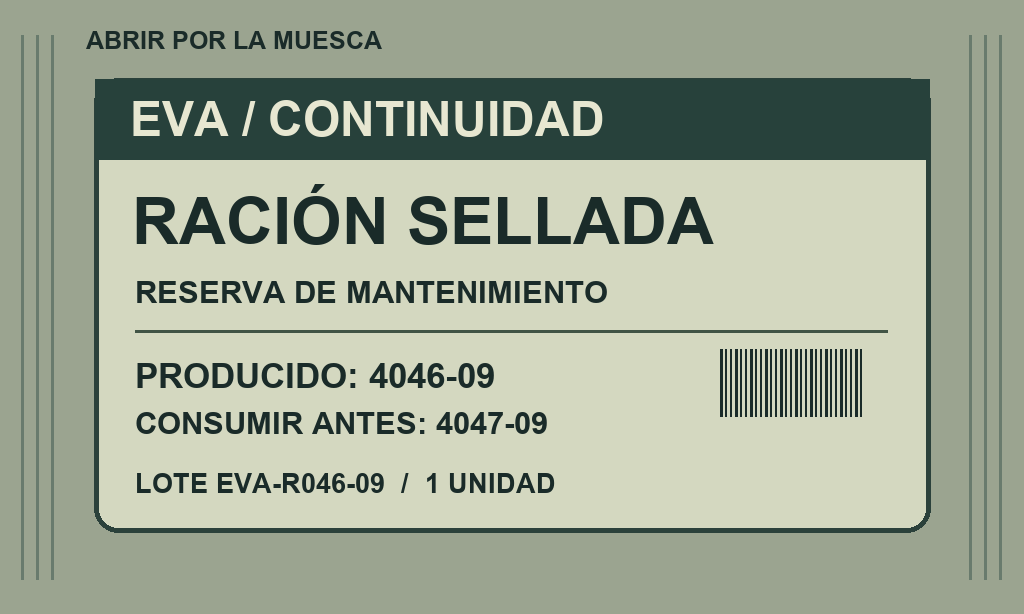 ABRIR POR LA MUESCA
EVA / CONTINUIDAD
RACIÓN SELLADA
RESERVA DE MANTENIMIENTO
PRODUCIDO: 4046-09
CONSUMIR ANTES: 4047-09
LOTE EVA-R046-09 / 1 UNIDAD